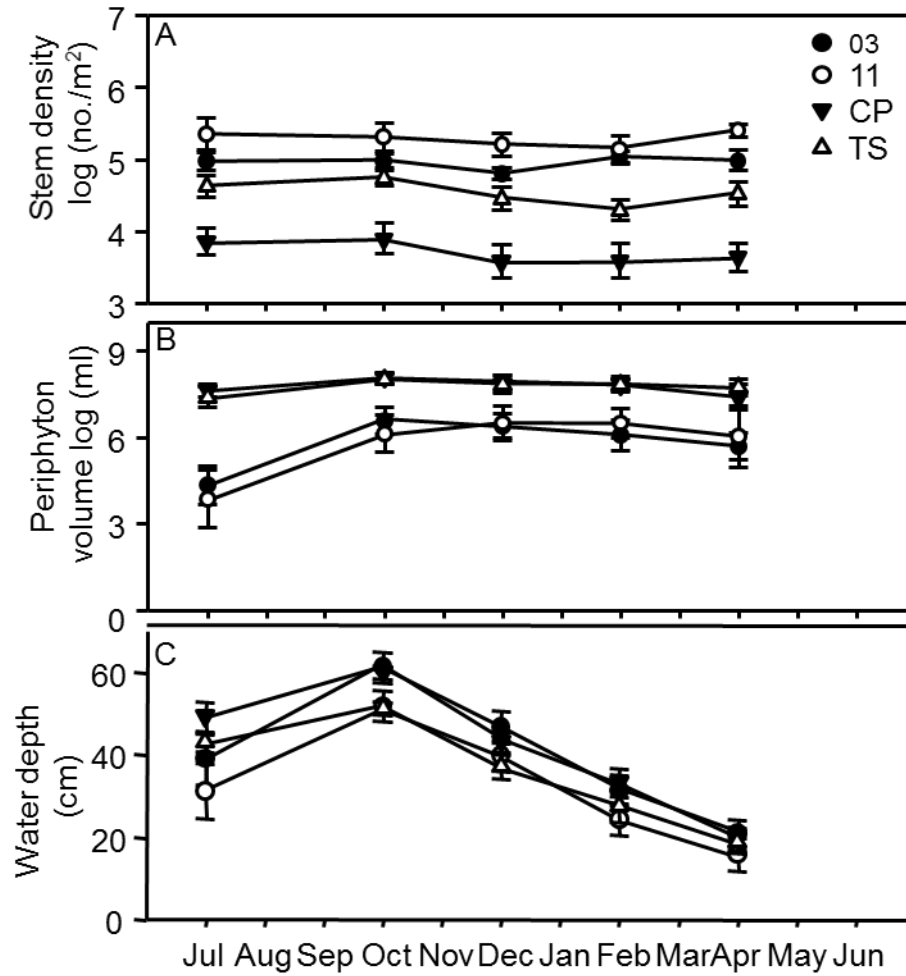 A
7
6
5
4
3
Stem density
log (no./m²)
03
11
CP
TS
B
9
6
3
0
Periphyton
volume log (ml)
C
60
40
20
0
Water depth
(cm)
Jul Aug Sep Oct Nov Dec Jan Feb Mar Apr May Jun